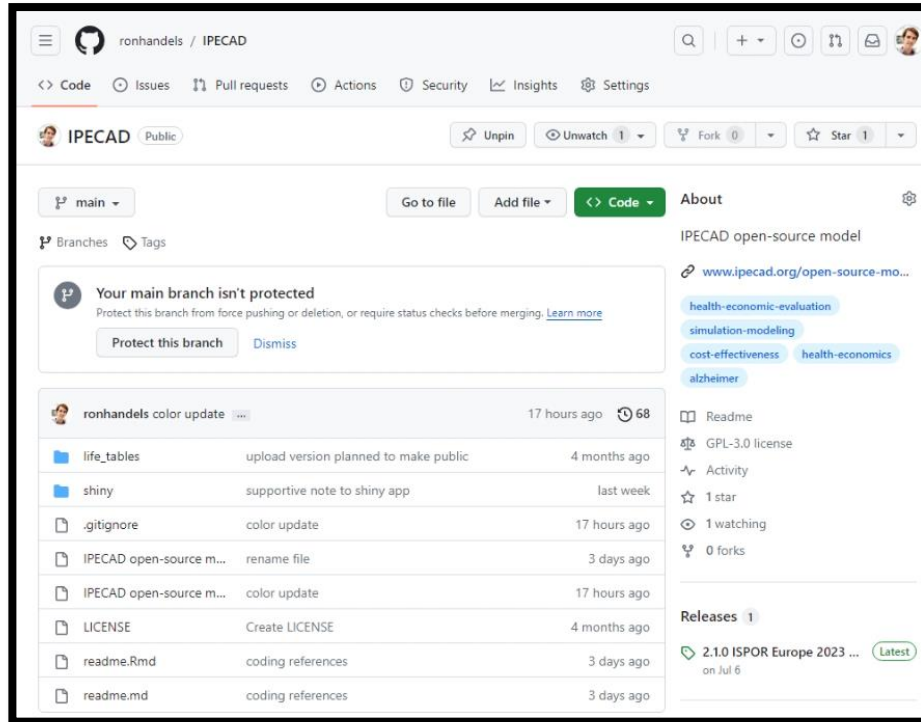 ronhandels / IPECAD
<> Code Issues Pull requests Actions Security Insights Settings
IPECAD Public Unpin Unwatch 1 Fork 0 Star 1
main Go to file Add file <> Code
Branches Tags
Your main branch isn't protected
Protect this branch from force pushing or deletion, or require status checks before merging. Learn more
Protect this branch Dismiss
ronhandels color update ... 17 hours ago 68
life_tables upload version planned to make public 4 months ago
shiny supportive note to shiny app last week
.gitignore color update 17 hours ago
IPECAD open-source m... rename file 3 days ago
IPECAD open-source m... color update 17 hours ago
LICENSE Create LICENSE 4 months ago
readme.Rmd coding references 3 days ago
readme.md coding references 3 days ago
About
IPECAD open-source model
www.ipecad.org/open-source-mo...
health-economic-evaluation
simulation-modeling
cost-effectiveness health-economics
alzheimer
Readme
GPL-3.0 license
Activity
1 star
1 watching
0 forks
Releases 1
2.1.0 ISPOR Europe 2023 ... Latest
on Jul 6